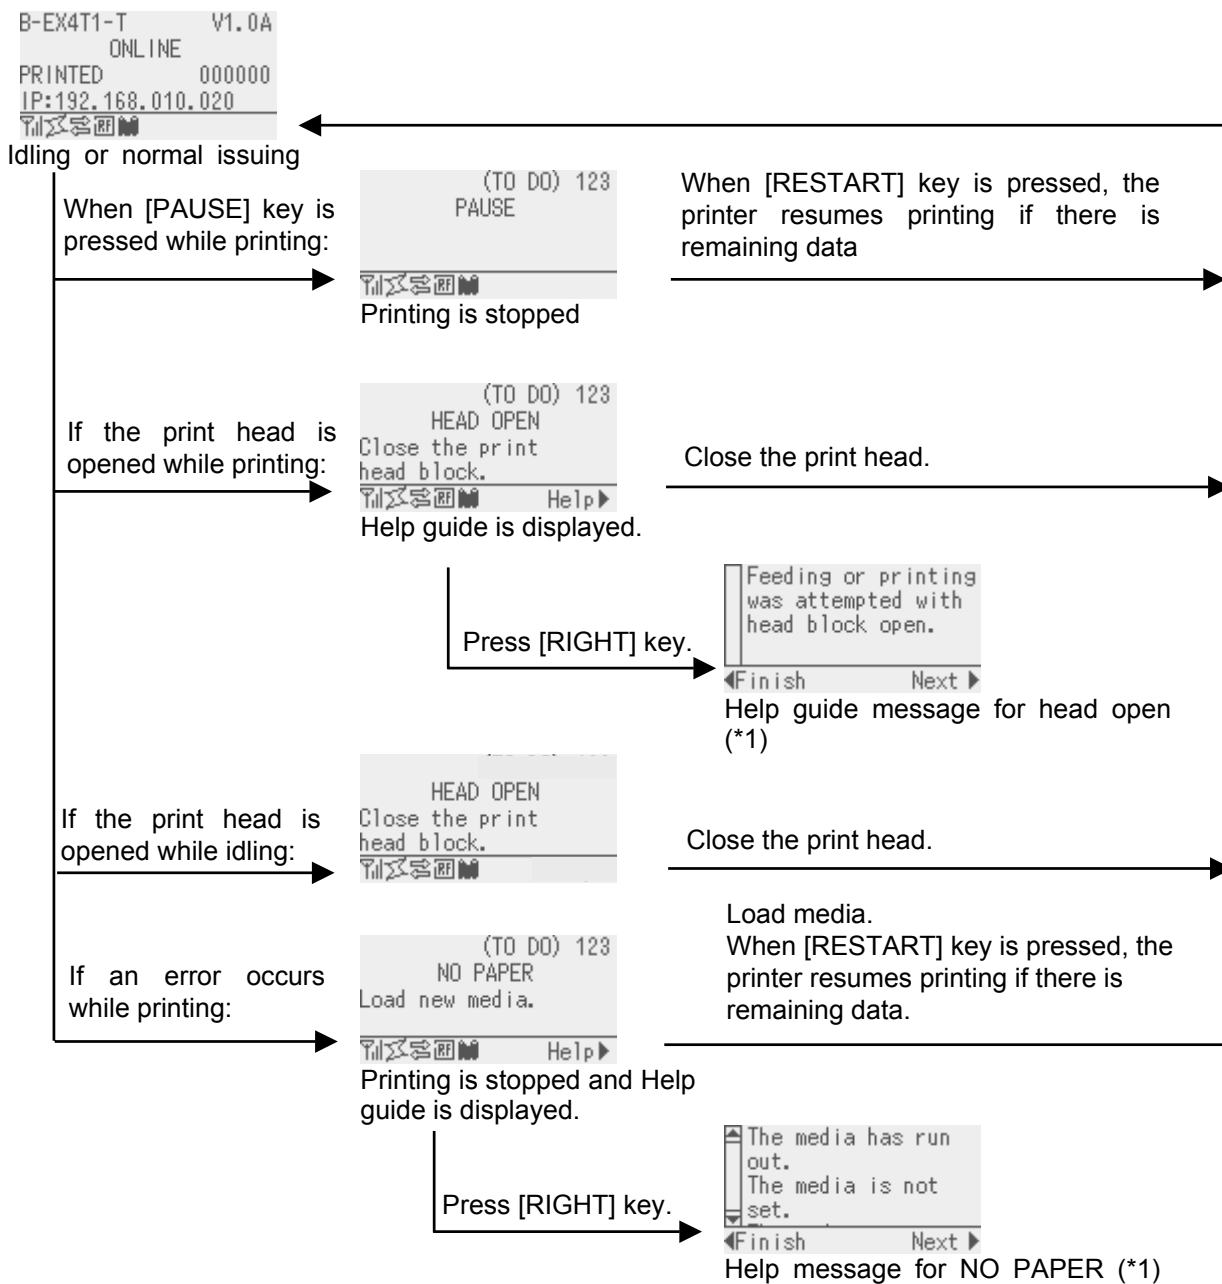 B-EX4T1-T V1.0A
ONLINE
PRINTED 000000
IP:192.168.010.020
RF
Idling or normal issuing
When [PAUSE] key is
pressed while printing:
(TO DO) 123
PAUSE
RF
Printing is stopped
When [RESTART] key is pressed, the
printer resumes printing if there is
remaining data
If the print head is
opened while printing:
(TO DO) 123
HEAD OPEN
Close the print
head block.
RF Help
Help guide is displayed.
Close the print head.
Press [RIGHT] key.
Feeding or printing
was attempted with
head block open.
Finish Next
Help guide message for head open
(*1)
If the print head is
opened while idling:
HEAD OPEN
Close the print
head block.
RF
Close the print head.
If an error occurs
while printing:
(TO DO) 123
NO PAPER
Load new media.
RF Help
Printing is stopped and Help
guide is displayed.
Load media.
When [RESTART] key is pressed, the
printer resumes printing if there is
remaining data.
Press [RIGHT] key.
The media has run
out.
The media is not
set.
Finish Next
Help message for NO PAPER (*1)